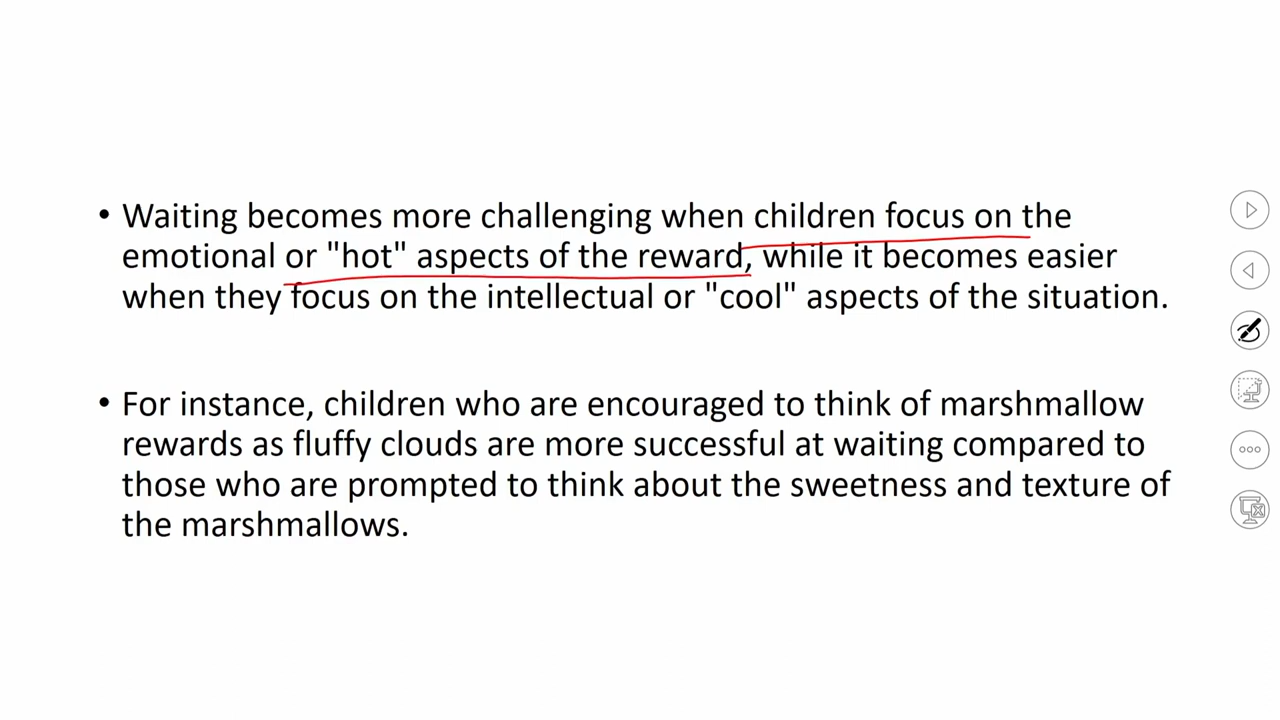 • Waiting becomes more challenging when children focus on the
emotional or "hot" aspects of the reward, while it becomes easier
when they focus on the intellectual or "cool" aspects of the situation.
• For instance, children who are encouraged to think of marshmallow
rewards as fluffy clouds are more successful at waiting compared to
those who are prompted to think about the sweetness and texture of
the marshmallows.